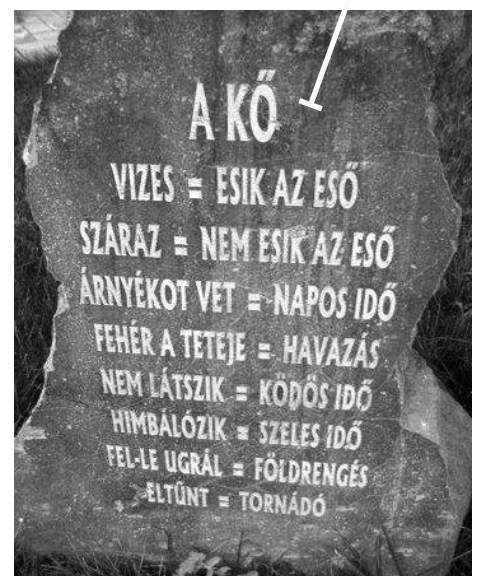 A KŐ
VIZES = ESIK AZ ESŐ
SZÁRAZ = NEM ESIK AZ ESŐ
ÁRNYÉKOT VET = NAPOS IDŐ
FEHÉR A TETEJE = HAVAZÁS
NEM LÁTSZIK = KÖDÖS IDŐ
HIMBÁLÓZIK = SZELES IDŐ
FEL-LE UGRÁL = FÖLDRENGÉS
ELTŰNT = TORNÁDÓ